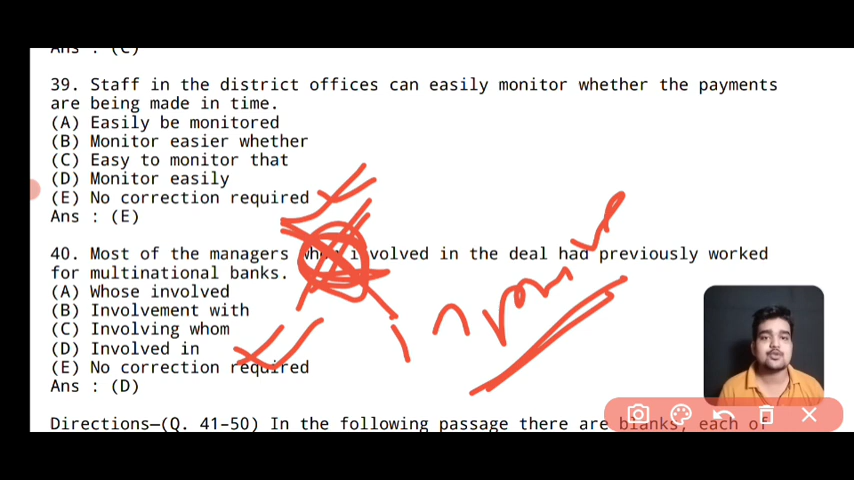 Ans : (C)
39. Staff in the district offices can easily monitor whether the payments
are being made in time.
(A) Easily be monitored
(B) Monitor easier whether
(C) Easy to monitor that
(D) Monitor easily
(E) No correction required
Ans : (E)
40. Most of the managers involved in the deal had previously worked
for multinational banks.
(A) Whose involved
(B) Involvement with
(C) Involving whom
(D) Involved in
(E) No correction required
Ans : (D)
Directions—(Q. 41-50) In the following passage there are blanks, each of